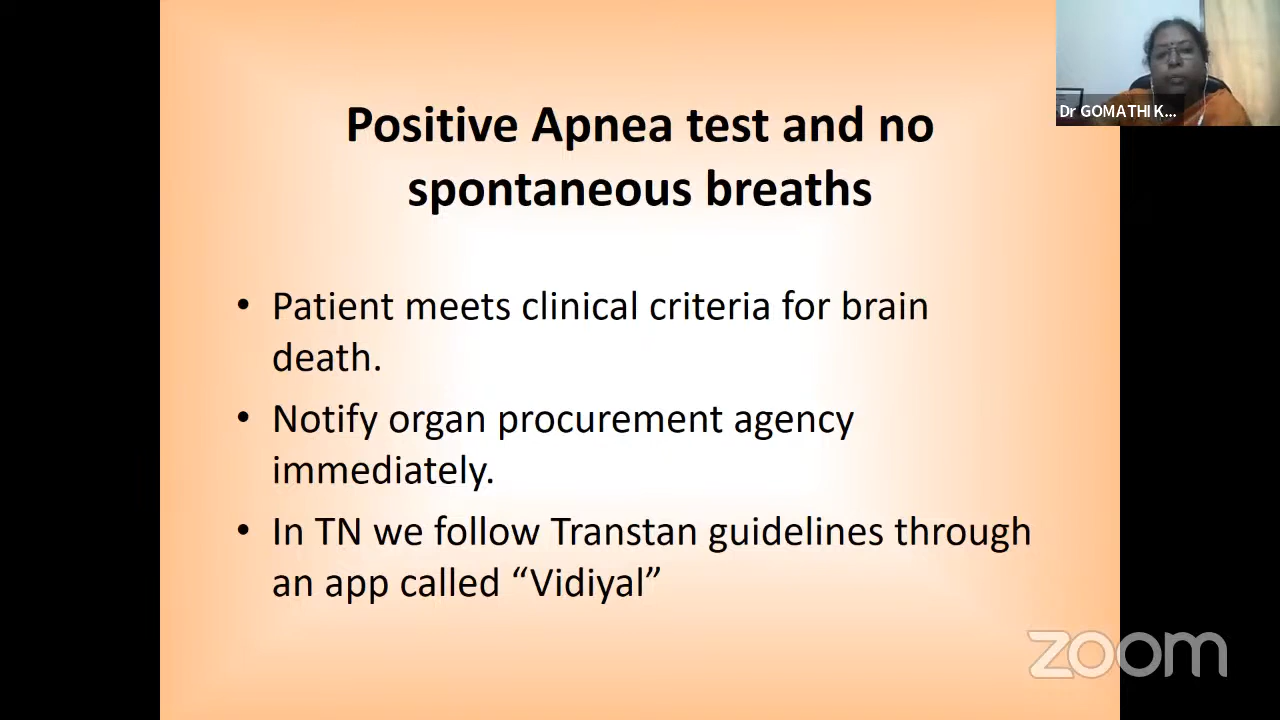 Positive Apnea test and no
spontaneous breaths
• Patient meets clinical criteria for brain
death.
• Notify organ procurement agency
immediately.
• In TN we follow Transtan guidelines through
an app called “Vidiyal”
Dr GOMATHI K...
zoom